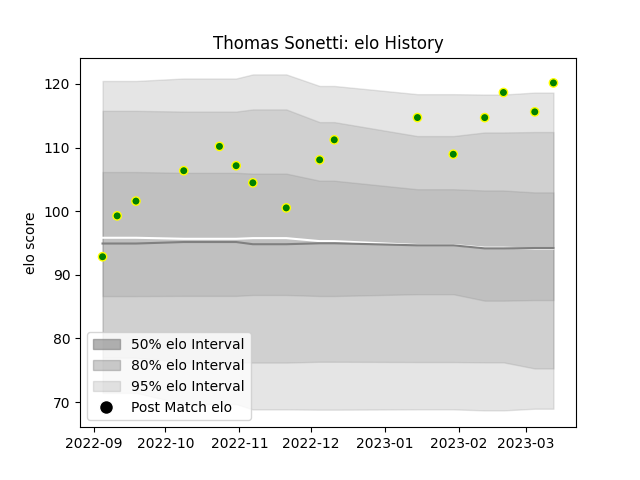 Thomas Sonetti: elo History
elo score
120
110
100
90
80
70
50% elo Interval
80% elo Interval
95% elo Interval
Post Match elo
2022-09 2022-10 2022-11 2022-12 2023-01 2023-02 2023-03